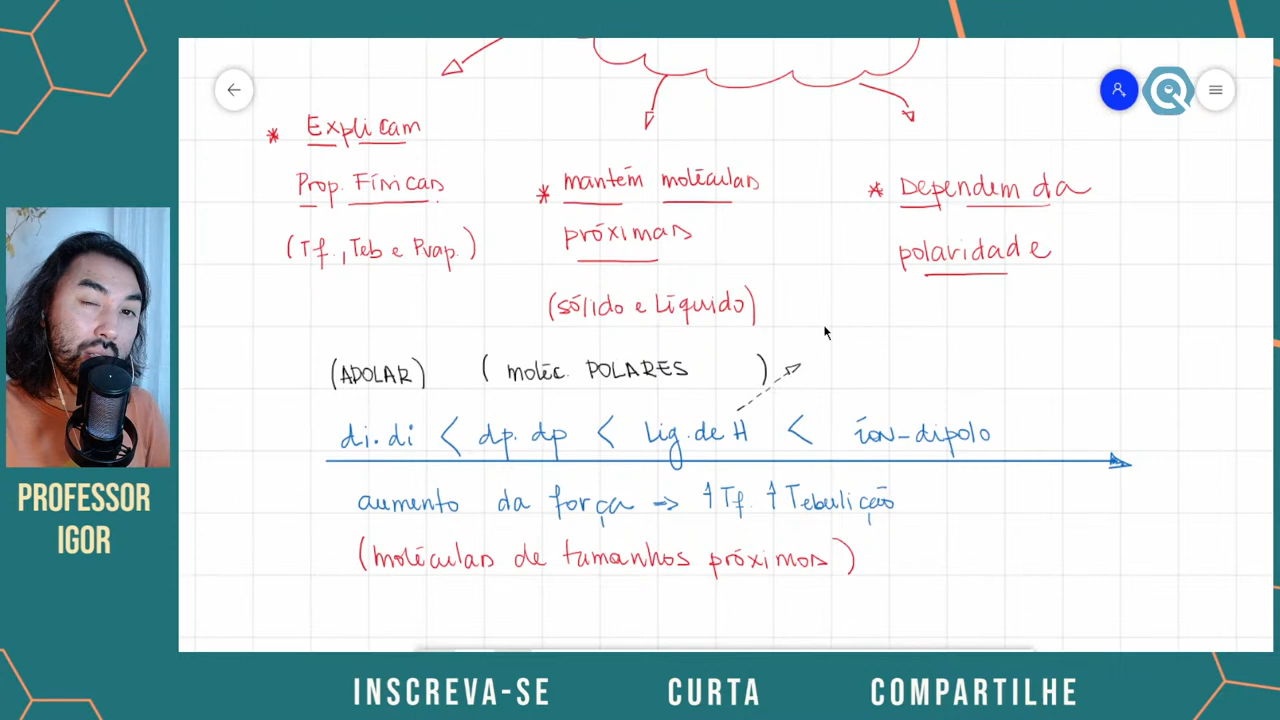 * Explicam
Prop. Físicas
(Tf., Teb e Pvap.)
* mantém moléculas
próximas
(sólido e Líquido)
* Dependem da
polaridade
(APOLAR) ( moléc. POLARES )
di.di < dp. dp < Lig. de H < íon-dipolo
aumento da força → ↑Tf. ↑Tebulição
(moléculas de tamanhos próximos)
PROFESSOR
IGOR
INSCREVA-SE CURTA COMPARTILHE